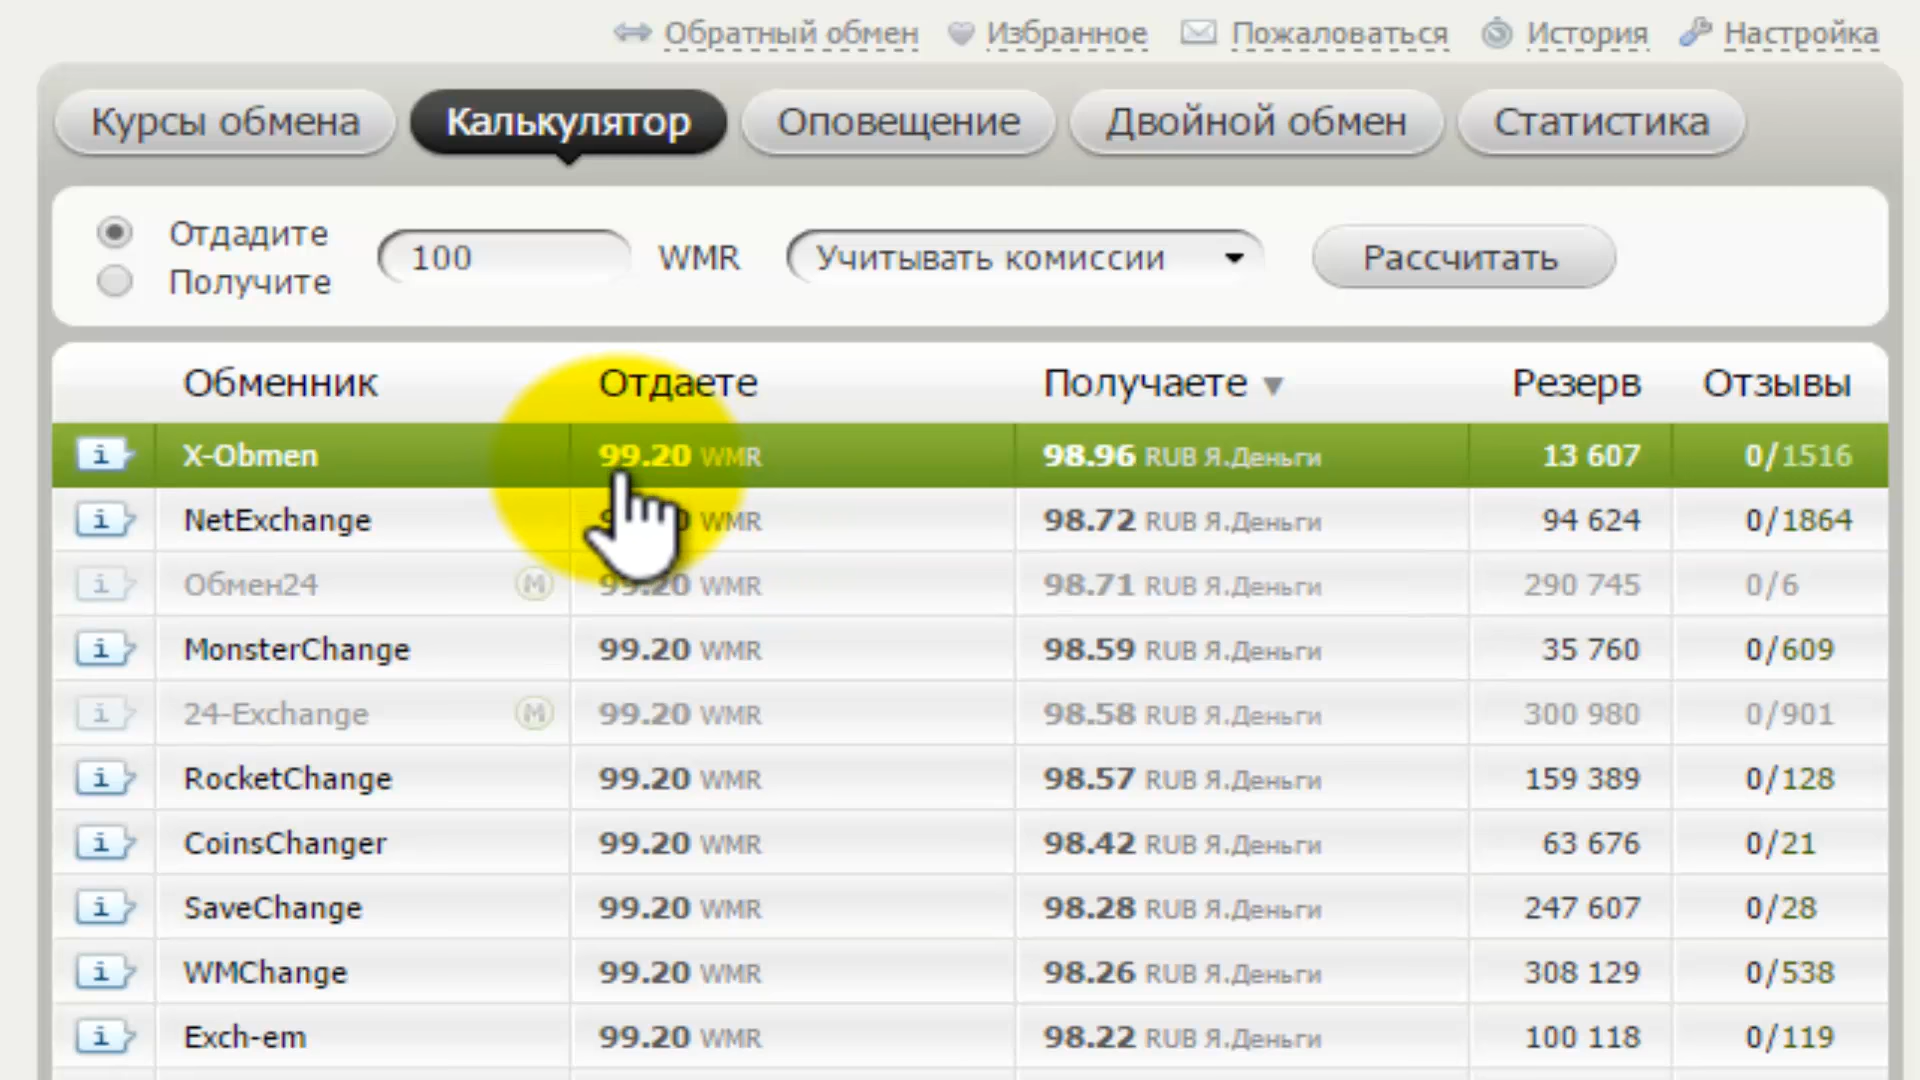 Обратный обмен Избранное Пожаловаться История Настройка
Курсы обмена Калькулятор Оповещение Двойной обмен Статистика
Отдадите
Получите
100 WMR Учитывать комиссии Рассчитать
Обменник Отдаете Получаете ▼ Резерв Отзывы
i X-Obmen 99.20 WMR 98.96 RUB Я.Деньги 13 607 0/1516
i NetExchange WMR 98.72 RUB Я.Деньги 94 624 0/1864
i Обмен24 M 99.20 WMR 98.71 RUB Я.Деньги 290 745 0/6
i MonsterChange 99.20 WMR 98.59 RUB Я.Деньги 35 760 0/609
i 24-Exchange M 99.20 WMR 98.58 RUB Я.Деньги 300 980 0/901
i RocketChange 99.20 WMR 98.57 RUB Я.Деньги 159 389 0/128
i CoinsChanger 99.20 WMR 98.42 RUB Я.Деньги 63 676 0/21
i SaveChange 99.20 WMR 98.28 RUB Я.Деньги 247 607 0/28
i WMChange 99.20 WMR 98.26 RUB Я.Деньги 308 129 0/538
i Exch-em 99.20 WMR 98.22 RUB Я.Деньги 100 118 0/119